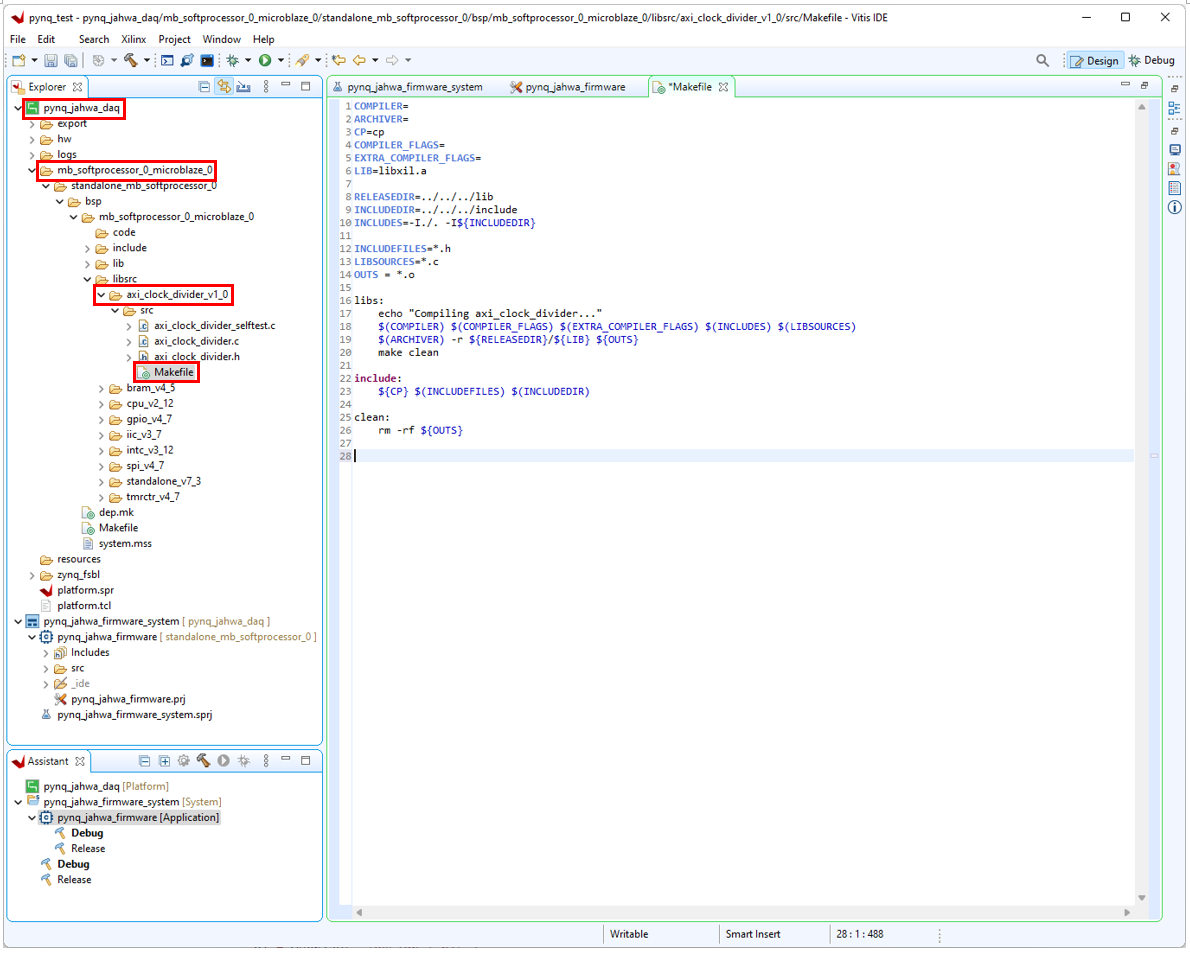 pynq_test - pynq_jahwa_daq/mb_softprocessor_0_microblaze_0/standalone_mb_softprocessor_0/bsp/mb_softprocessor_0_microblaze_0/libsrc/axi_clock_divider_v1_0/src/Makefile - Vitis IDE
File Edit Search Xilinx Project Window Help
Design Debug
Explorer
pynq_jahwa_daq
export
hw
logs
mb_softprocessor_0_microblaze_0
standalone_mb_softprocessor_0
bsp
mb_softprocessor_0_microblaze_0
code
include
lib
libsrc
axi_clock_divider_v1_0
src
axi_clock_divider_selftest.c
axi_clock_divider.c
axi_clock_divider.h
Makefile
bram_v4_5
cpu_v2_12
gpio_v4_7
iic_v3_7
intc_v3_12
spi_v4_7
standalone_v7_3
tmrctr_v4_7
dep.mk
Makefile
system.mss
resources
zynq_fsbl
platform.spr
platform.tcl
pynq_jahwa_firmware_system [ pynq_jahwa_daq ]
pynq_jahwa_firmware [ standalone_mb_softprocessor_0 ]
Includes
src
_ide
pynq_jahwa_firmware.prj
pynq_jahwa_firmware_system.sprj
Assistant
pynq_jahwa_daq [Platform]
pynq_jahwa_firmware_system [System]
pynq_jahwa_firmware [Application]
Debug
Release
Debug
Release
pynq_jahwa_firmware_system pynq_jahwa_firmware *Makefile
1 COMPILER=
2 ARCHIVER=
3 CP=cp
4 COMPILER_FLAGS=
5 EXTRA_COMPILER_FLAGS=
6 LIB=libxil.a
7
8 RELEASEDIR=../../../lib
9 INCLUDEDIR=../../../include
10 INCLUDES=-I./. -I${INCLUDEDIR}
11
12 INCLUDEFILES=*.h
13 LIBSOURCES=*.c
14 OUTS = *.o
15
16 libs:
17 echo "Compiling axi_clock_divider..."
18 $(COMPILER) $(COMPILER_FLAGS) $(EXTRA_COMPILER_FLAGS) $(INCLUDES) $(LIBSOURCES)
19 $(ARCHIVER) -r ${RELEASEDIR}/${LIB} ${OUTS}
20 make clean
21
22 include:
23 ${CP} $(INCLUDEFILES) $(INCLUDEDIR)
24
25 clean:
26 rm -rf ${OUTS}
27
28
Writable Smart Insert 28 : 1 : 488